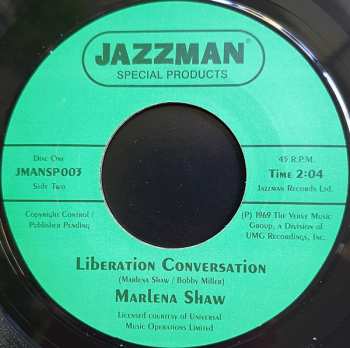 JAZZMAN®
SPECIAL PRODUCTS
Disc One
JMANSP003
Side Two
45 R.P.M.
Time 2:04
Jazzman Records Ltd.
Copyright Control /
Publisher Pending
(P) 1969 The Verve Music
Group, a Division of
UMG Recordings, Inc.
Liberation Conversation
(Marlena Shaw / Bobby Miller)
Marlena Shaw
Licensed courtesy of Universal
Music Operations Limited